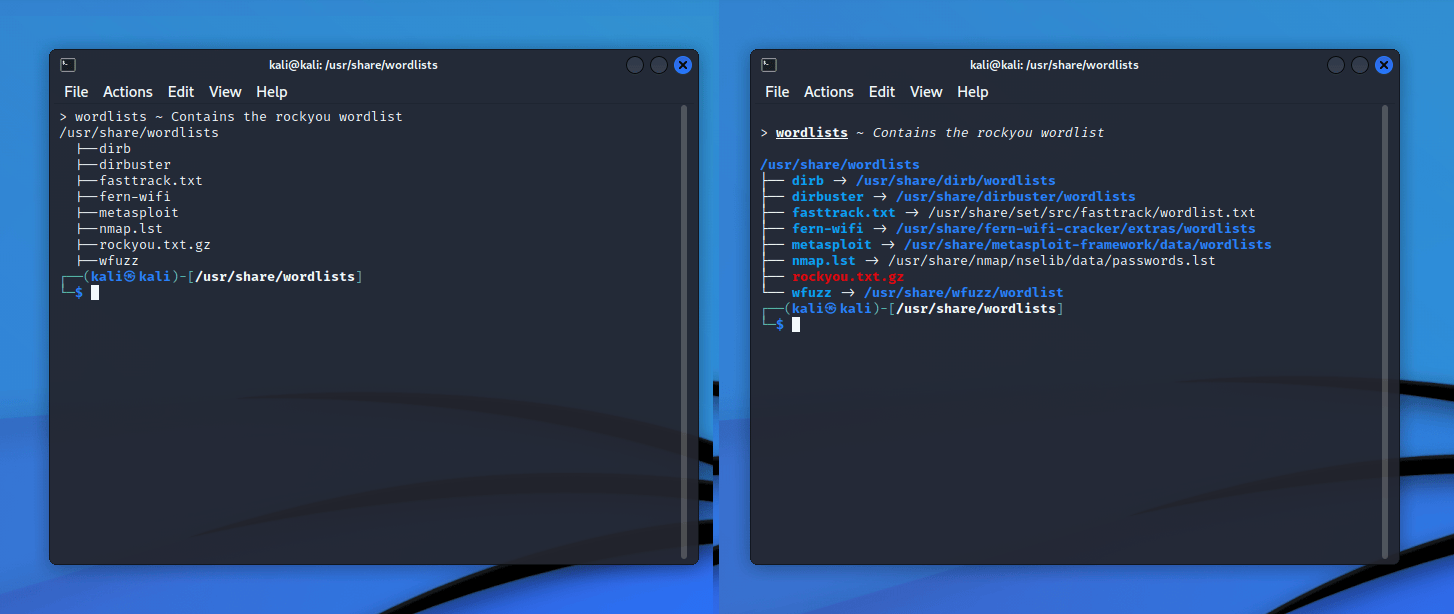 kali@kali: /usr/share/wordlists
File Actions Edit View Help
> wordlists ~ Contains the rockyou wordlist
/usr/share/wordlists
├──dirb
├──dirbuster
├──fasttrack.txt
├──fern-wifi
├──metasploit
├──nmap.lst
├──rockyou.txt.gz
├──wfuzz
┌──(kali㉿kali)-[/usr/share/wordlists]
└─$
kali@kali: /usr/share/wordlists
File Actions Edit View Help
> wordlists ~ Contains the rockyou wordlist
/usr/share/wordlists
├── dirb → /usr/share/dirb/wordlists
├── dirbuster → /usr/share/dirbuster/wordlists
├── fasttrack.txt → /usr/share/set/src/fasttrack/wordlist.txt
├── fern-wifi → /usr/share/fern-wifi-cracker/extras/wordlists
├── metasploit → /usr/share/metasploit-framework/data/wordlists
├── nmap.lst → /usr/share/nmap/nselib/data/passwords.lst
├── rockyou.txt.gz
└── wfuzz → /usr/share/wfuzz/wordlist
┌──(kali㉿kali)-[/usr/share/wordlists]
└─$